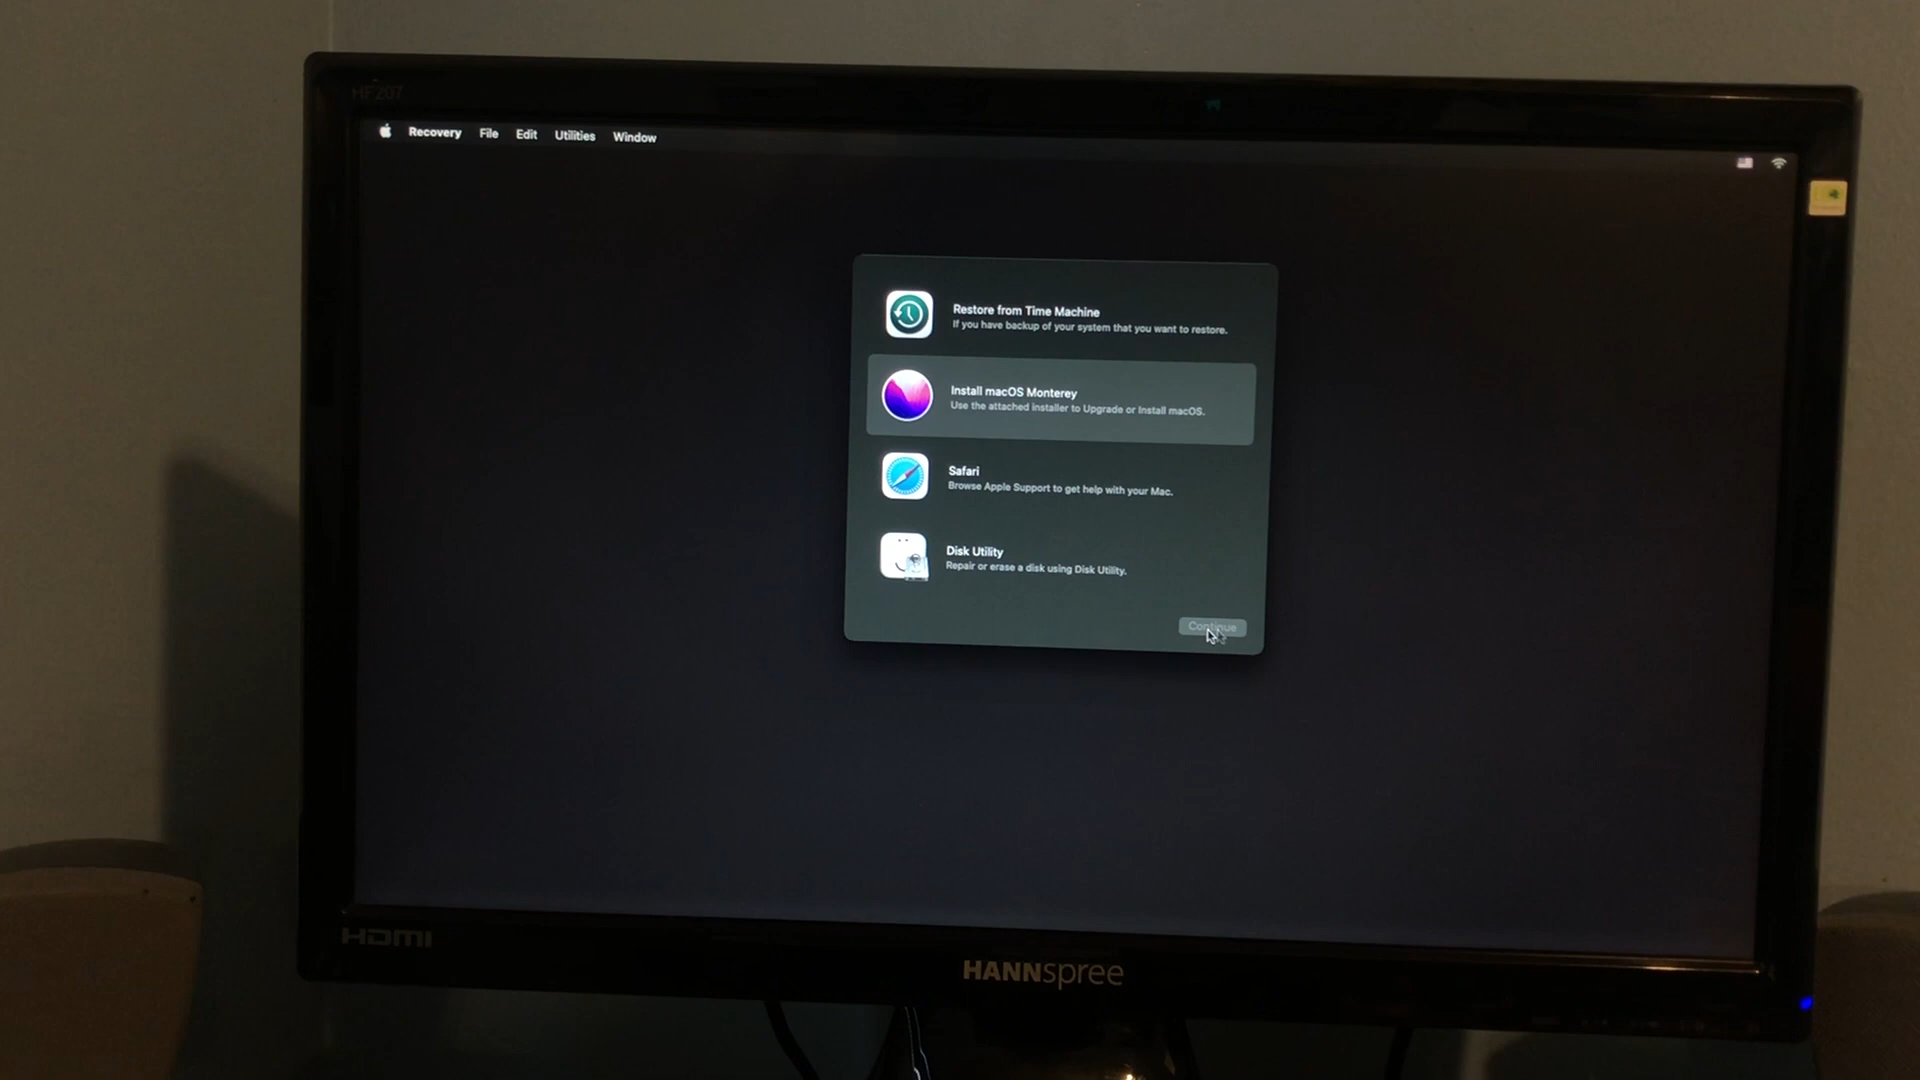 HF207
Recovery File Edit Utilities Window
Restore from Time Machine
If you have backup of your system that you want to restore.
Install macOS Monterey
Use the attached installer to Upgrade or Install macOS.
Safari
Browse Apple Support to get help with your Mac.
Disk Utility
Repair or erase a disk using Disk Utility.
Continue
HDMI
HANNspree